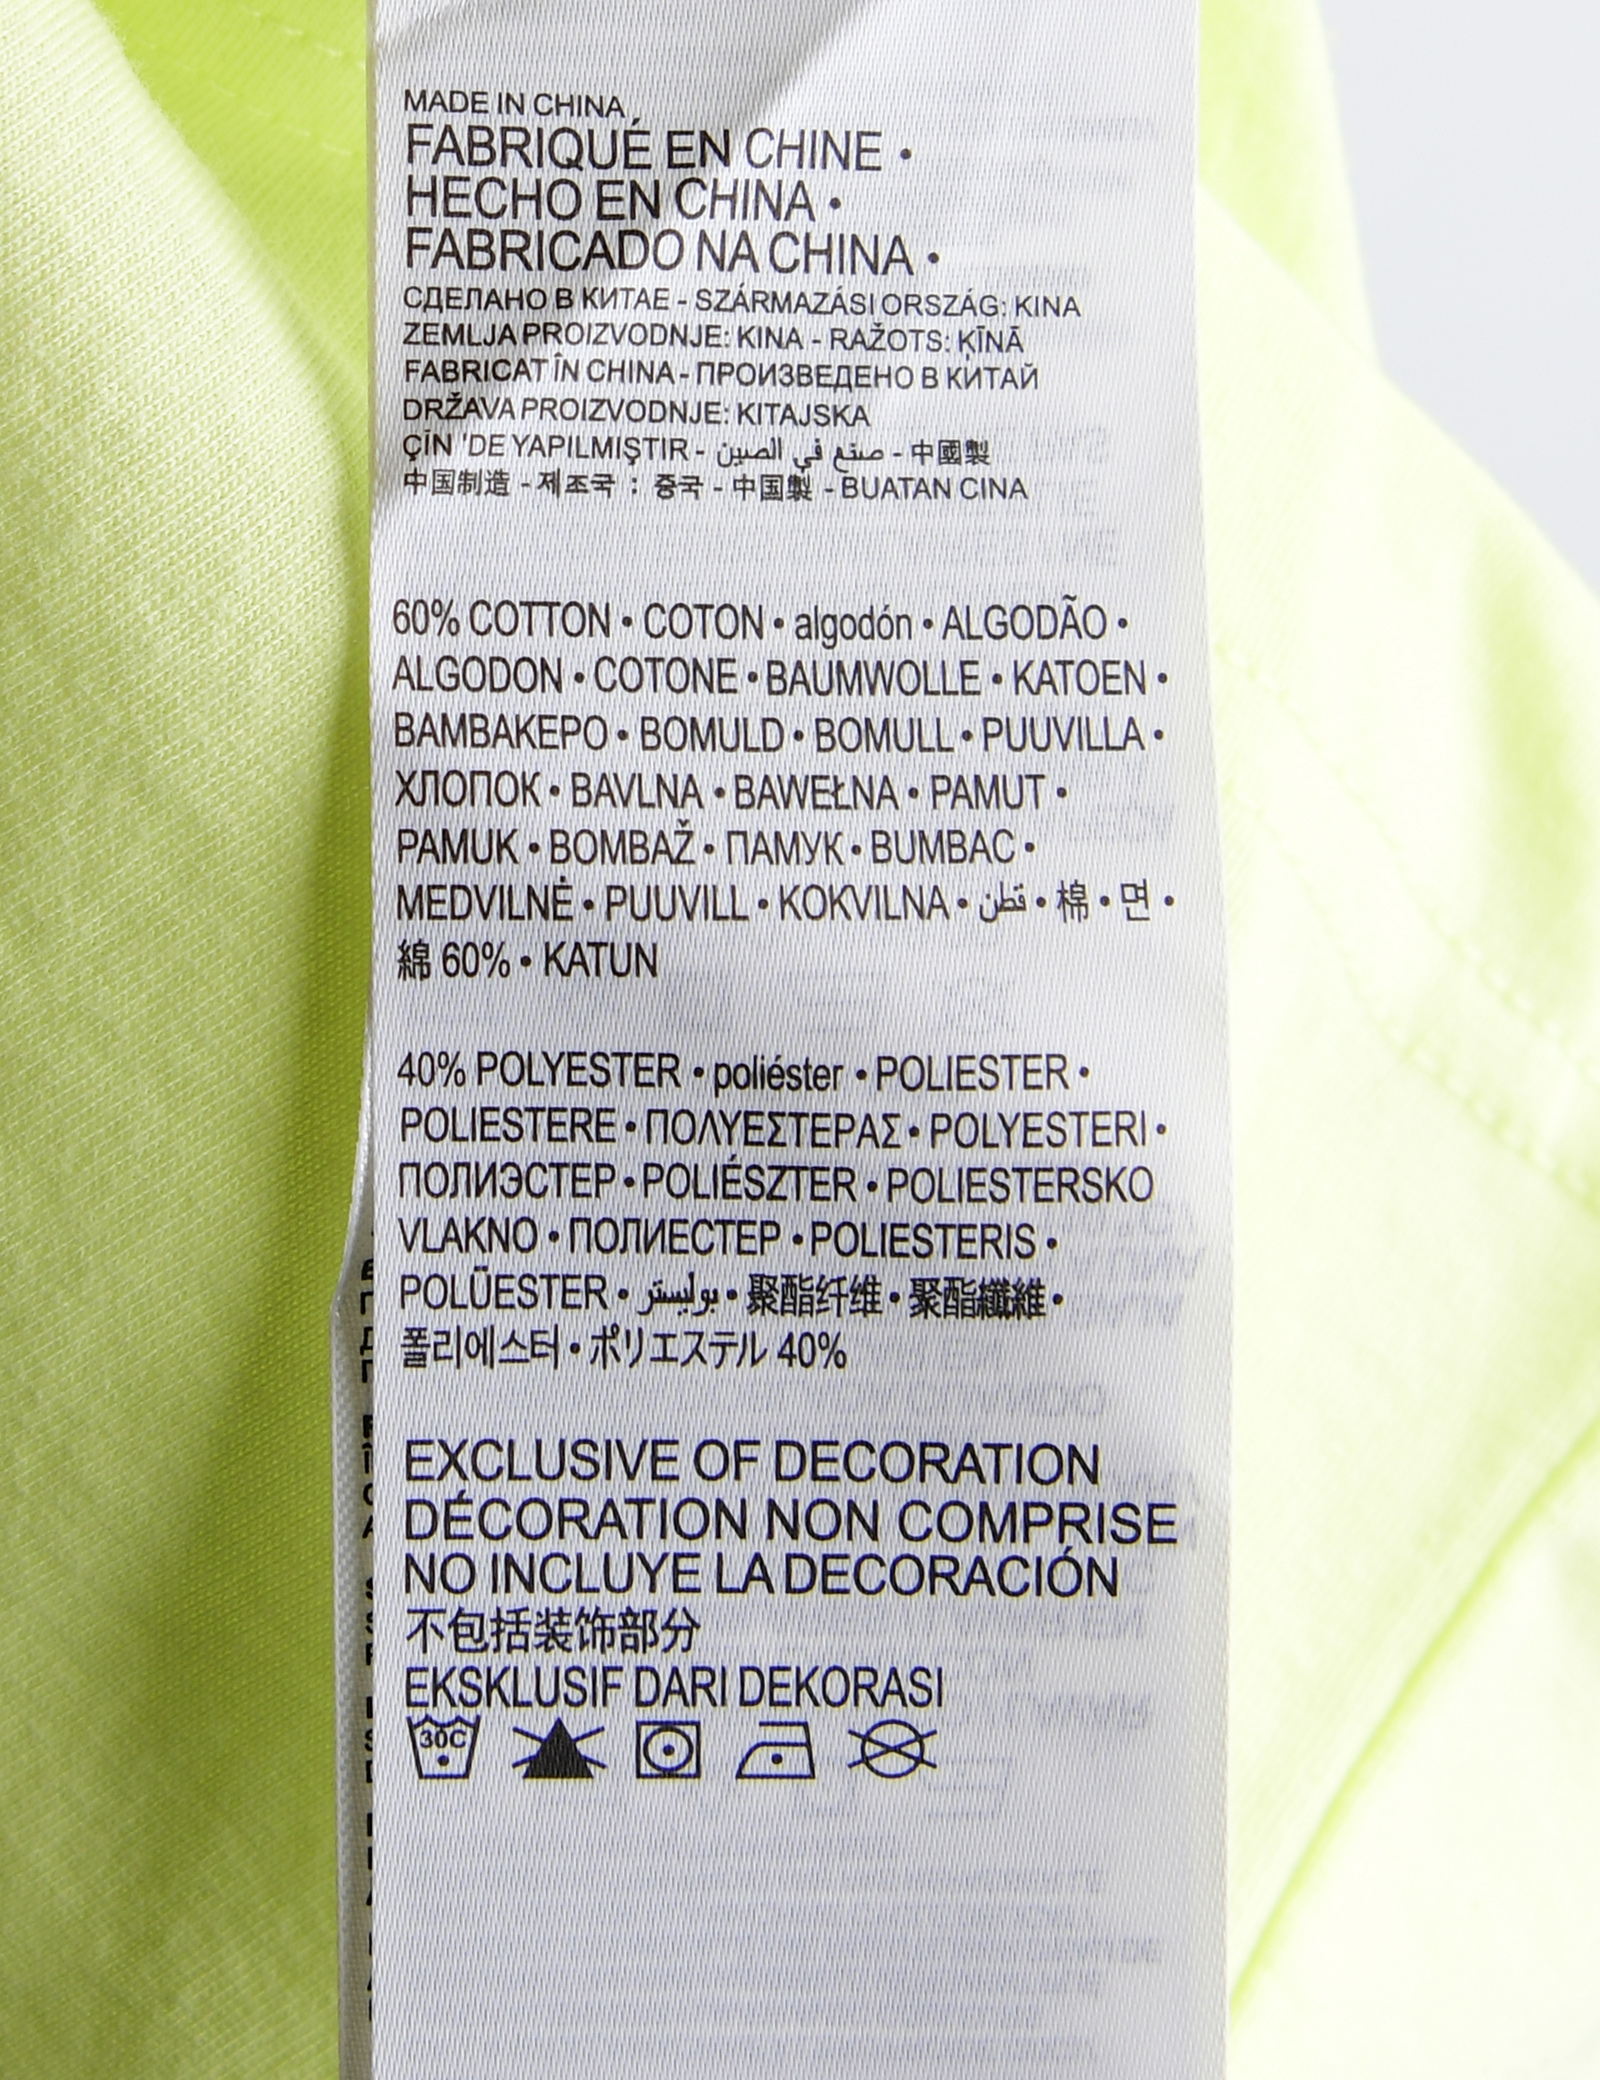 MADE IN CHINA
FABRIQUÉ EN CHINE •
HECHO EN CHINA •
FABRICADO NA CHINA •
СДЕЛАНО В КИТАЕ - SZÁRMAZÁSI ORSZÁG: KINA
ZEMLJA PROIZVODNJE: KINA - RAŽOTS: ĶĪNĀ
FABRICAT ÎN CHINA - ПРОИЗВЕДЕНО В КИТАЙ
DRŽAVA PROIZVODNJE: KITAJSKA
ÇİN 'DE YAPILMIŞTIR - صنع في الصين - 中國製
中国制造 - 제조국 : 중국 - 中国製 - BUATAN CINA
60% COTTON • COTON • algodón • ALGODÃO •
ALGODON • COTONE • BAUMWOLLE • KATOEN •
ΒΑΜΒΑΚΕΡΟ • BOMULD • BOMULL • PUUVILLA •
ХЛОПОК • BAVLNA • BAWEŁNA • PAMUT •
PAMUK • BOMBAŽ • ПАМУК • BUMBAC •
MEDVILNĖ • PUUVILL • KOKVILNA • قطن • 棉 • 면 •
綿 60% • KATUN
40% POLYESTER • poliéster • POLIESTER •
POLIESTERE • ΠΟΛΥΕΣΤΕΡΑΣ • POLYESTERI •
ПОЛИЭСТЕР • POLIÉSZTER • POLIESTERSKO
VLAKNO • ПОЛИЕСТЕР • POLIESTERIS •
POLÜESTER • بوليستر • 聚酯纤维 • 聚酯纖維 •
폴리에스터 • ポリエステル 40%
EXCLUSIVE OF DECORATION
DÉCORATION NON COMPRISE
NO INCLUYE LA DECORACIÓN
不包括装饰部分
EKSKLUSIF DARI DEKORASI
30C